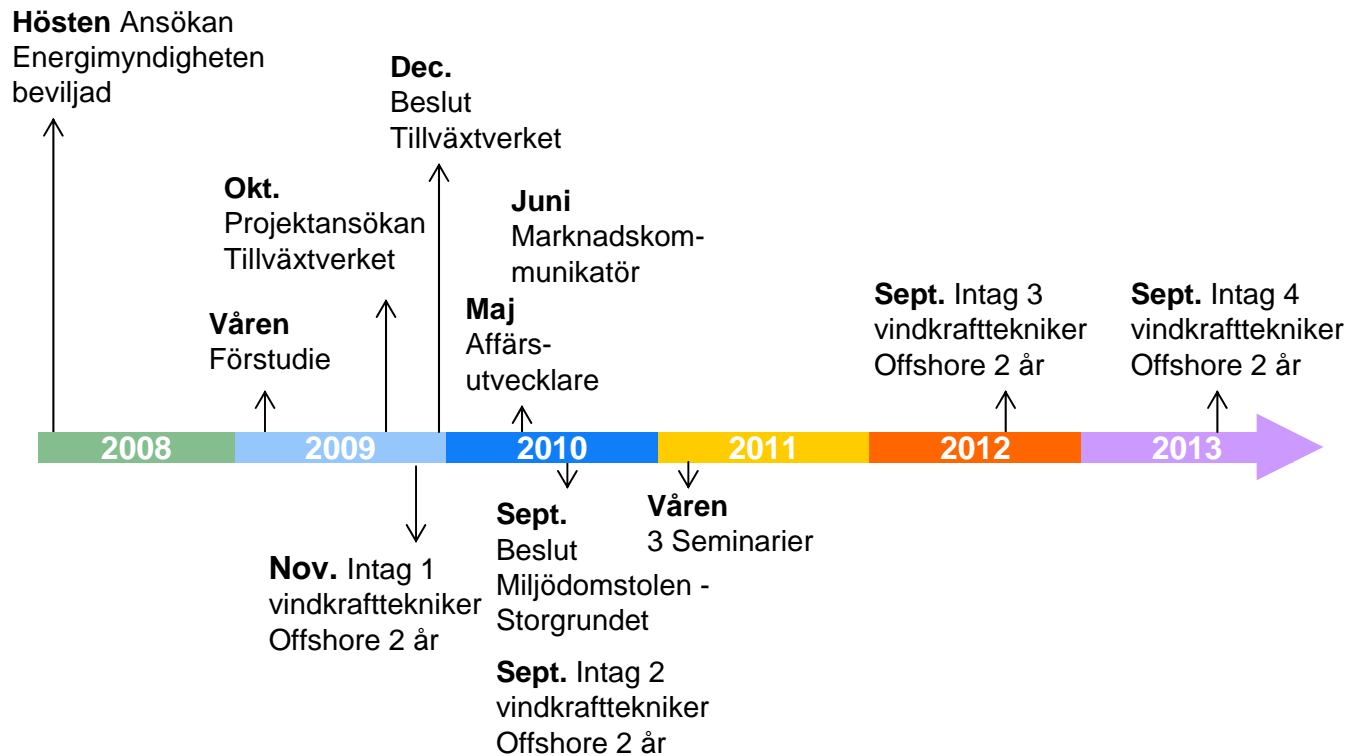 Hösten Ansökan
Energimyndigheten
beviljad
Dec.
Beslut
Tillväxtverket
Okt.
Projektansökan
Tillväxtverket
Juni
Marknadskom-
munikatör
Våren
Förstudie
Maj
Affärs-
utvecklare
Sept. Intag 3
vindkrafttekniker
Offshore 2 år
Sept. Intag 4
vindkrafttekniker
Offshore 2 år
2008 2009 2010 2011 2012 2013
Nov. Intag 1
vindkrafttekniker
Offshore 2 år
Sept.
Beslut
Miljödomstolen -
Storgrundet
Våren
3 Seminarier
Sept. Intag 2
vindkrafttekniker
Offshore 2 år